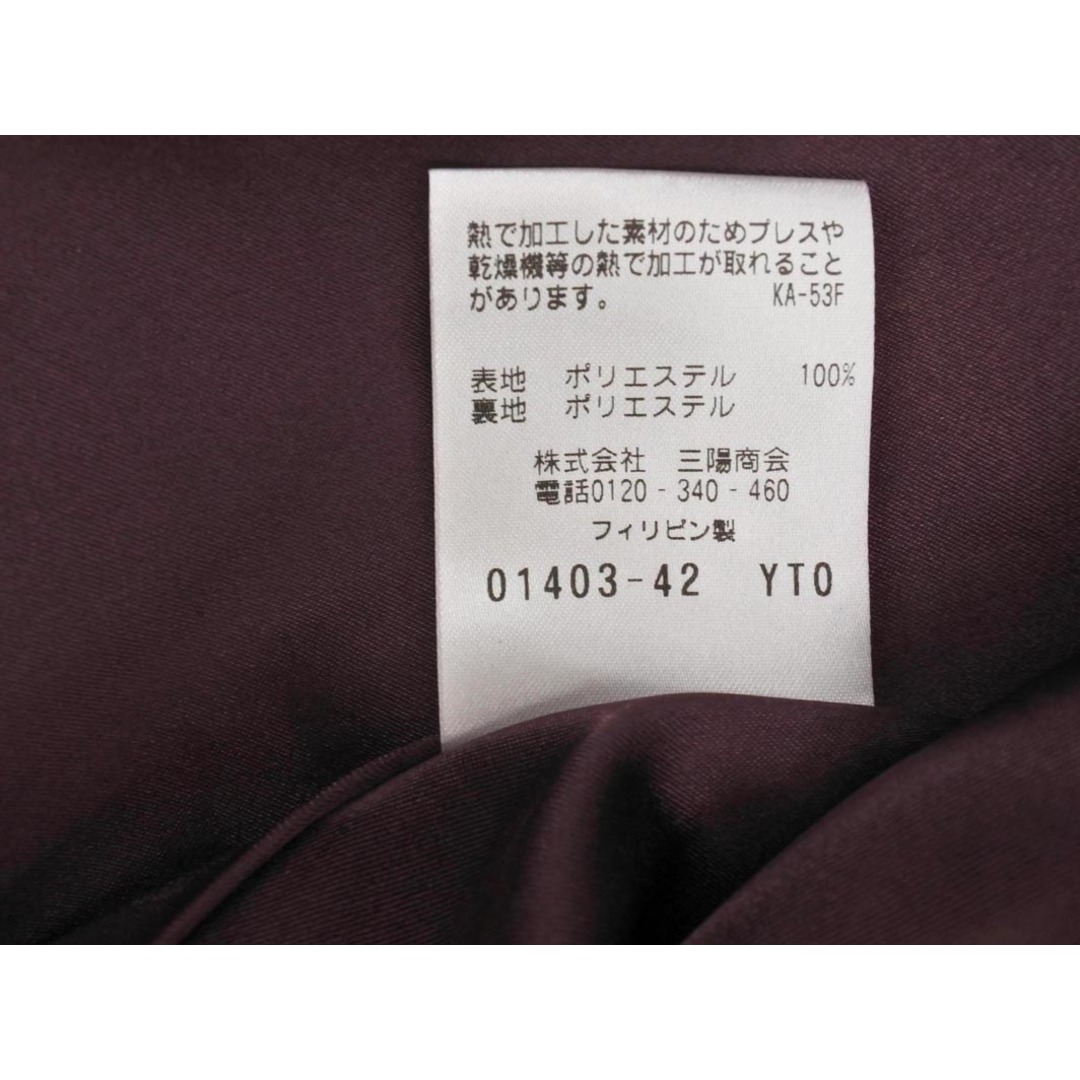 熱で加工した素材のためプレスや
乾燥機等の熱で加工が取れること
があります。 KA-53F
表地 ポリエステル 100%
裏地 ポリエステル
株式会社 三陽商会
電話0120-340-460
フィリピン製
01403-42 YTO